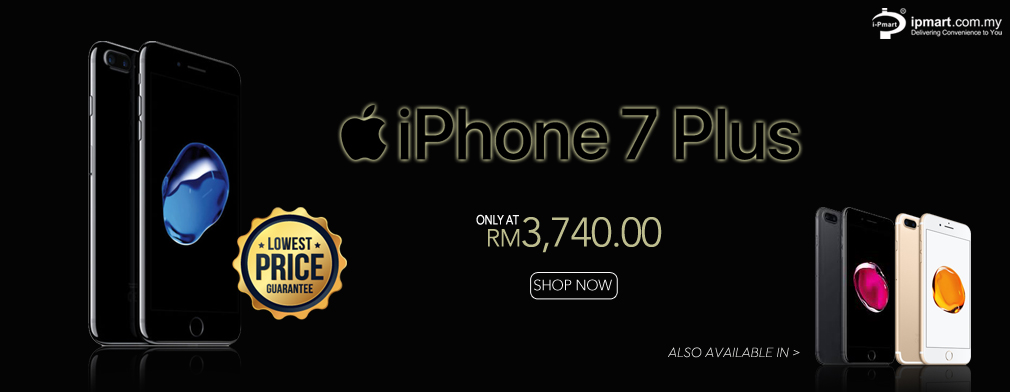 i-Pmart
®
ipmart.com.my
Delivering Convenience to You
iPhone 7 Plus
ONLY AT
RM3,740.00
LOWEST
PRICE
GUARANTEE
SHOP NOW
ALSO AVAILABLE IN >